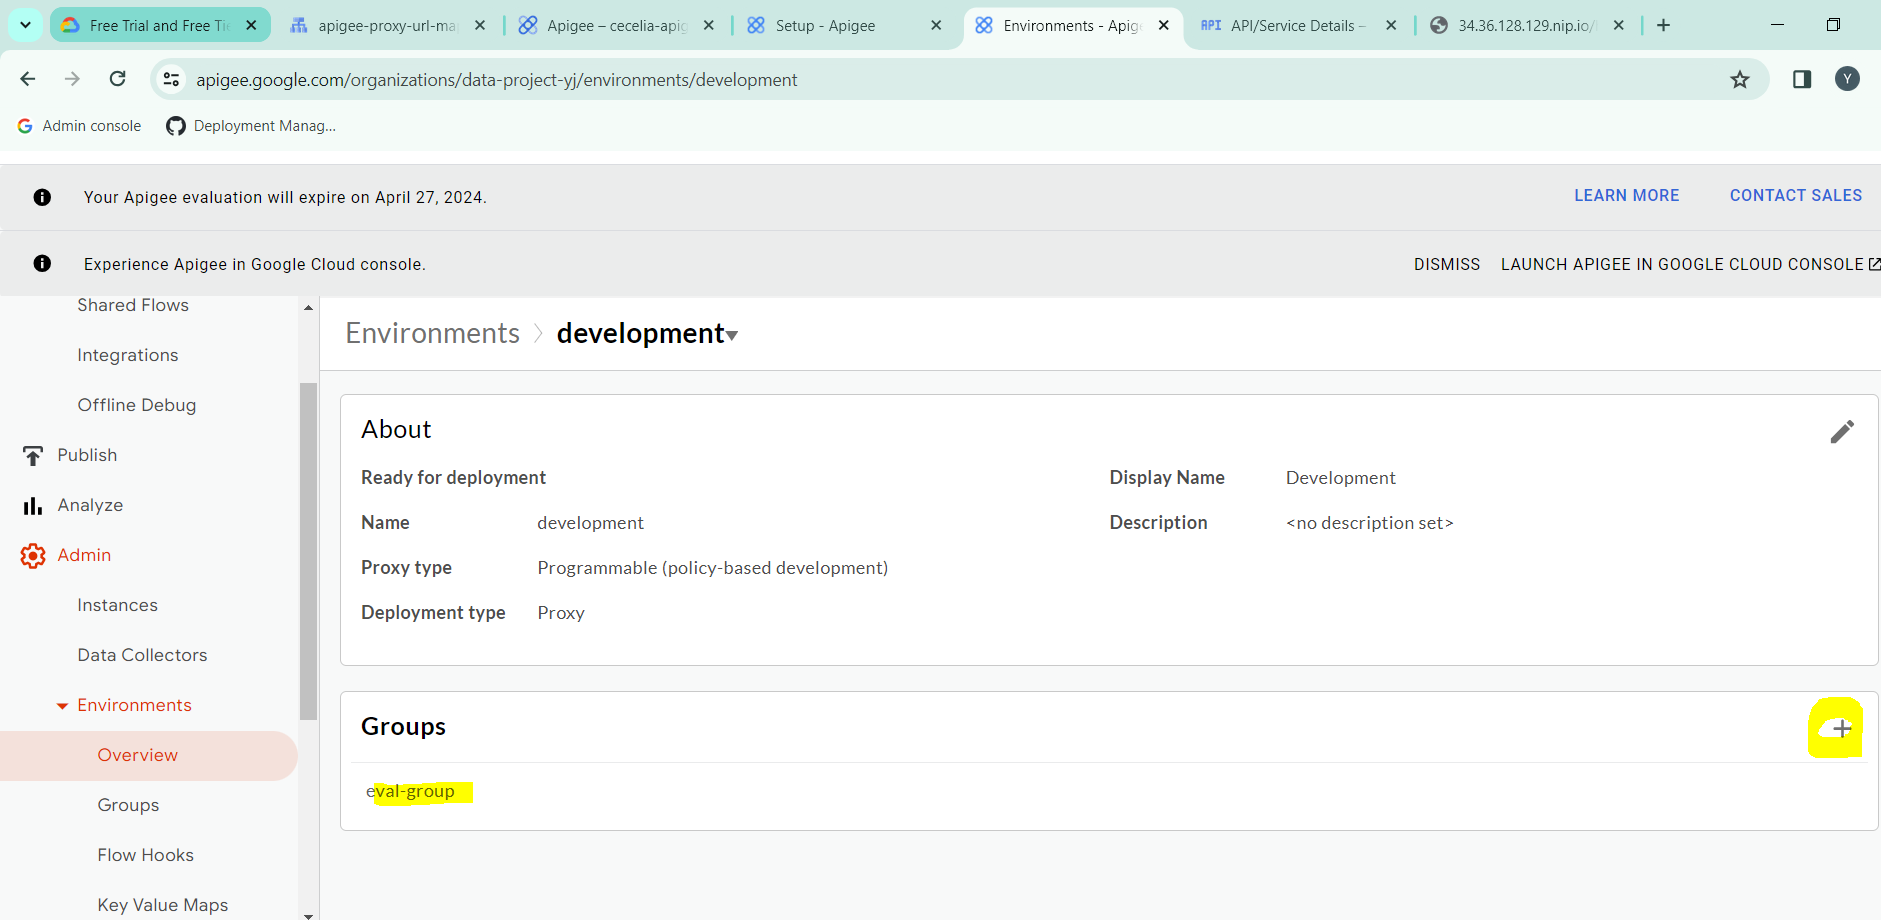 Free Trial and Free Tie
apigee-proxy-url-ma
Apigee – cecelia-apig
Setup - Apigee
Environments - Apige
API API/Service Details –
34.36.128.129.nip.io/
apigee.google.com/organizations/data-project-yj/environments/development
Y
Admin console
Deployment Manag...
Your Apigee evaluation will expire on April 27, 2024.
LEARN MORE
CONTACT SALES
Experience Apigee in Google Cloud console.
DISMISS
LAUNCH APIGEE IN GOOGLE CLOUD CONSOLE
Shared Flows
Integrations
Offline Debug
Publish
Analyze
Admin
Instances
Data Collectors
Environments
Overview
Groups
Flow Hooks
Key Value Maps
Environments > development
About
Ready for deployment
Name development
Proxy type Programmable (policy-based development)
Deployment type Proxy
Display Name Development
Description <no description set>
Groups
eval-group